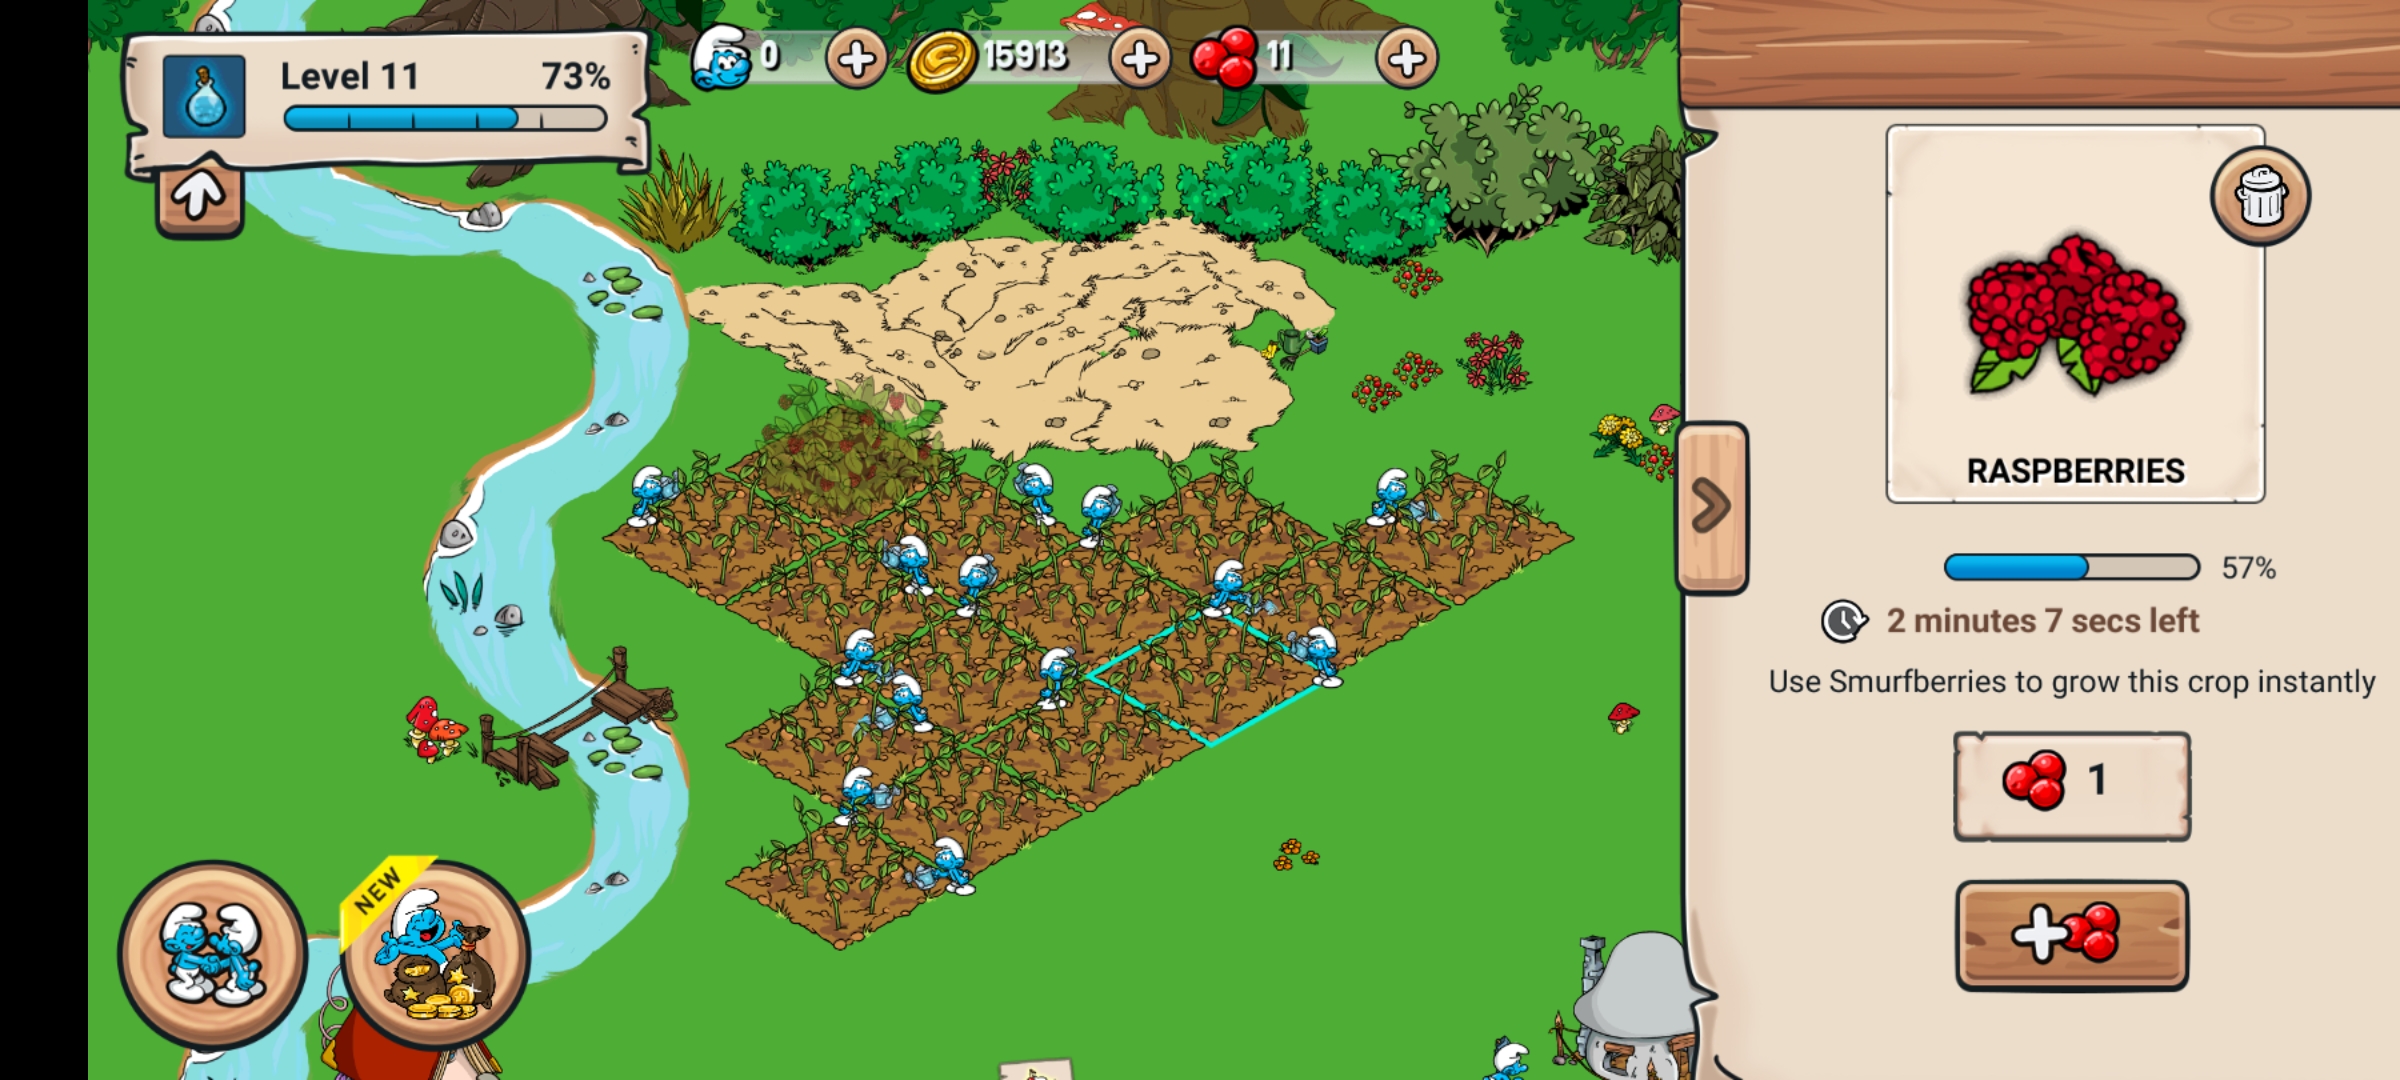 Level 11
73%
0
15913
11
RASPBERRIES
57%
2 minutes 7 secs left
Use Smurfberries to grow this crop instantly
1
NEW